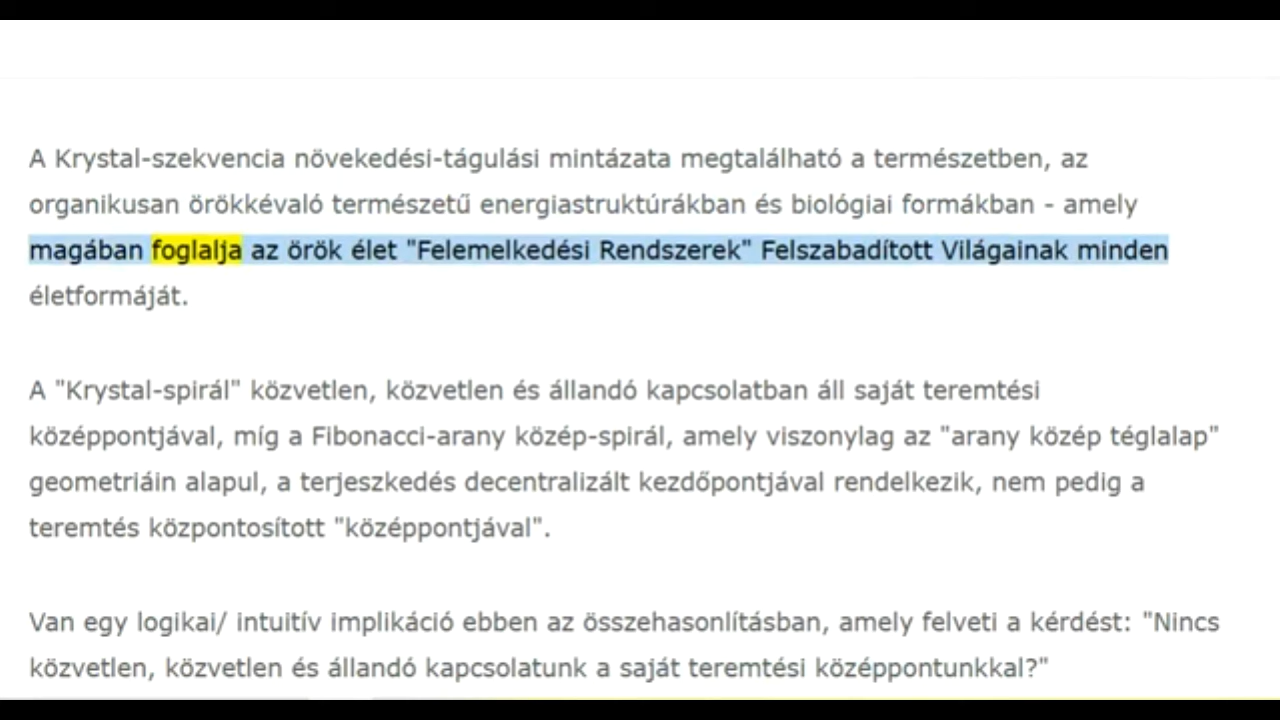 A Krystal-szekvencia növekedési-tágulási mintázata megtalálható a természetben, az
organikusan örökkévaló természetű energiastruktúrákban és biológiai formákban - amely
magában foglalja az örök élet "Felemelkedési Rendszerek" Felszabadított Világainak minden
életformáját.
A "Krystal-spirál" közvetlen, közvetlen és állandó kapcsolatban áll saját teremtési
középpontjával, míg a Fibonacci-arany közép-spirál, amely viszonylag az "arany közép téglalap"
geometriáin alapul, a terjeszkedés decentralizált kezdőpontjával rendelkezik, nem pedig a
teremtés központosított "középpontjával".
Van egy logikai/ intuitív implikáció ebben az összehasonlításban, amely felveti a kérdést: "Nincs
közvetlen, közvetlen és állandó kapcsolatunk a saját teremtési középpontunkkal?"